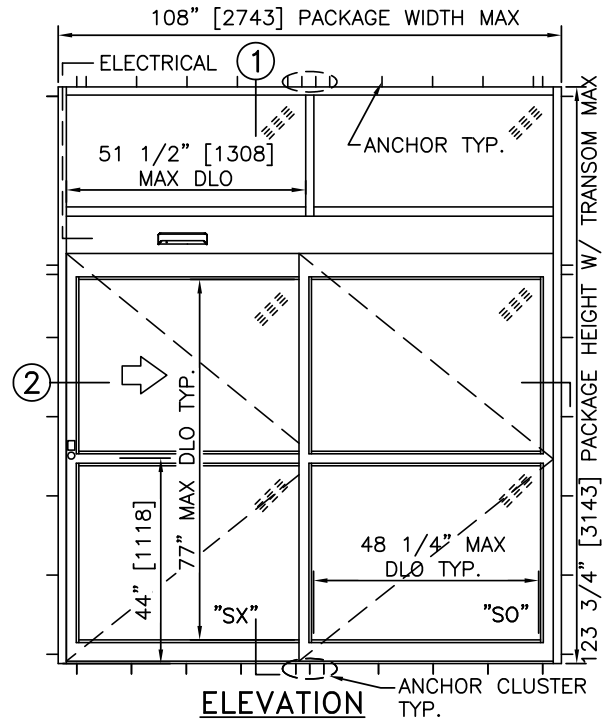 108" [2743] PACKAGE WIDTH MAX
ELECTRICAL
1
51 1/2" [1308]
MAX DLO
ANCHOR TYP.
123 3/4" [3143] PACKAGE HEIGHT W/ TRANSOM MAX
2
77" MAX DLO TYP.
44" [1118]
48 1/4" MAX
DLO TYP.
"SX"
"SO"
ELEVATION
ANCHOR CLUSTER
TYP.